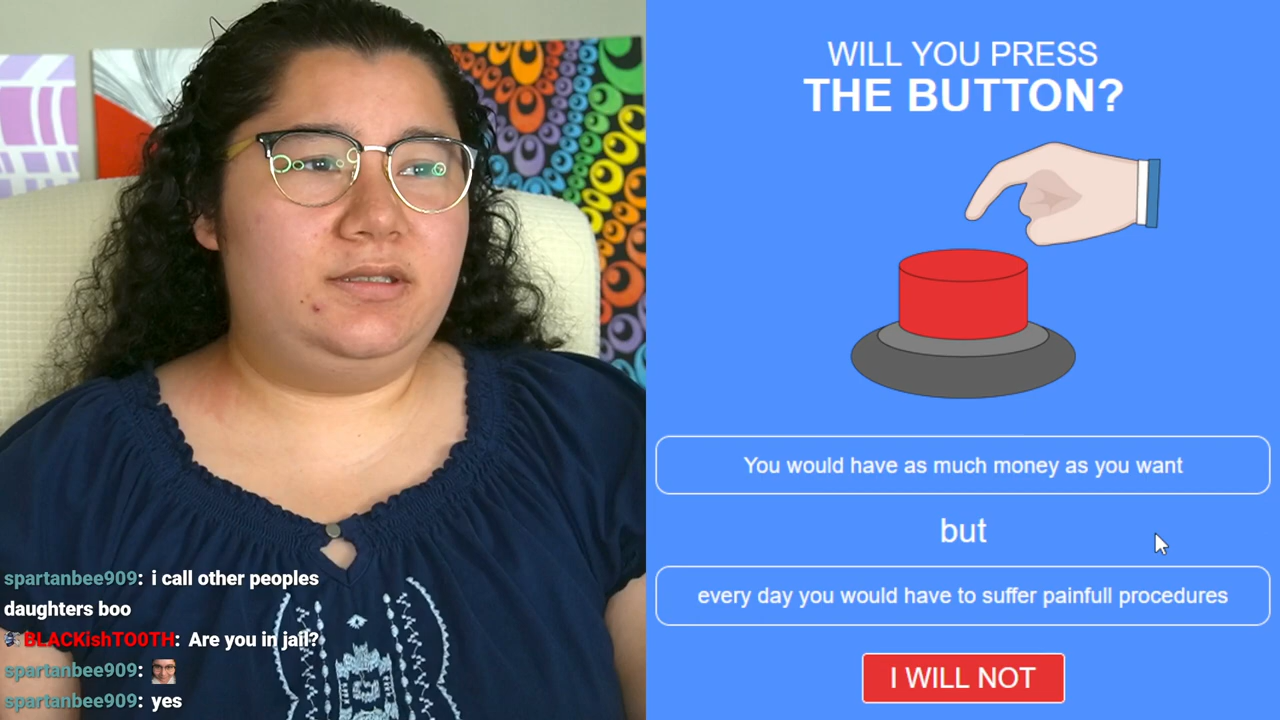 WILL YOU PRESS
THE BUTTON?
You would have as much money as you want
but
every day you would have to suffer painfull procedures
I WILL NOT
spartanbee909: i call other peoples
daughters boo
BLACKishTO0TH: Are you in jail?
spartanbee909:
spartanbee909: yes